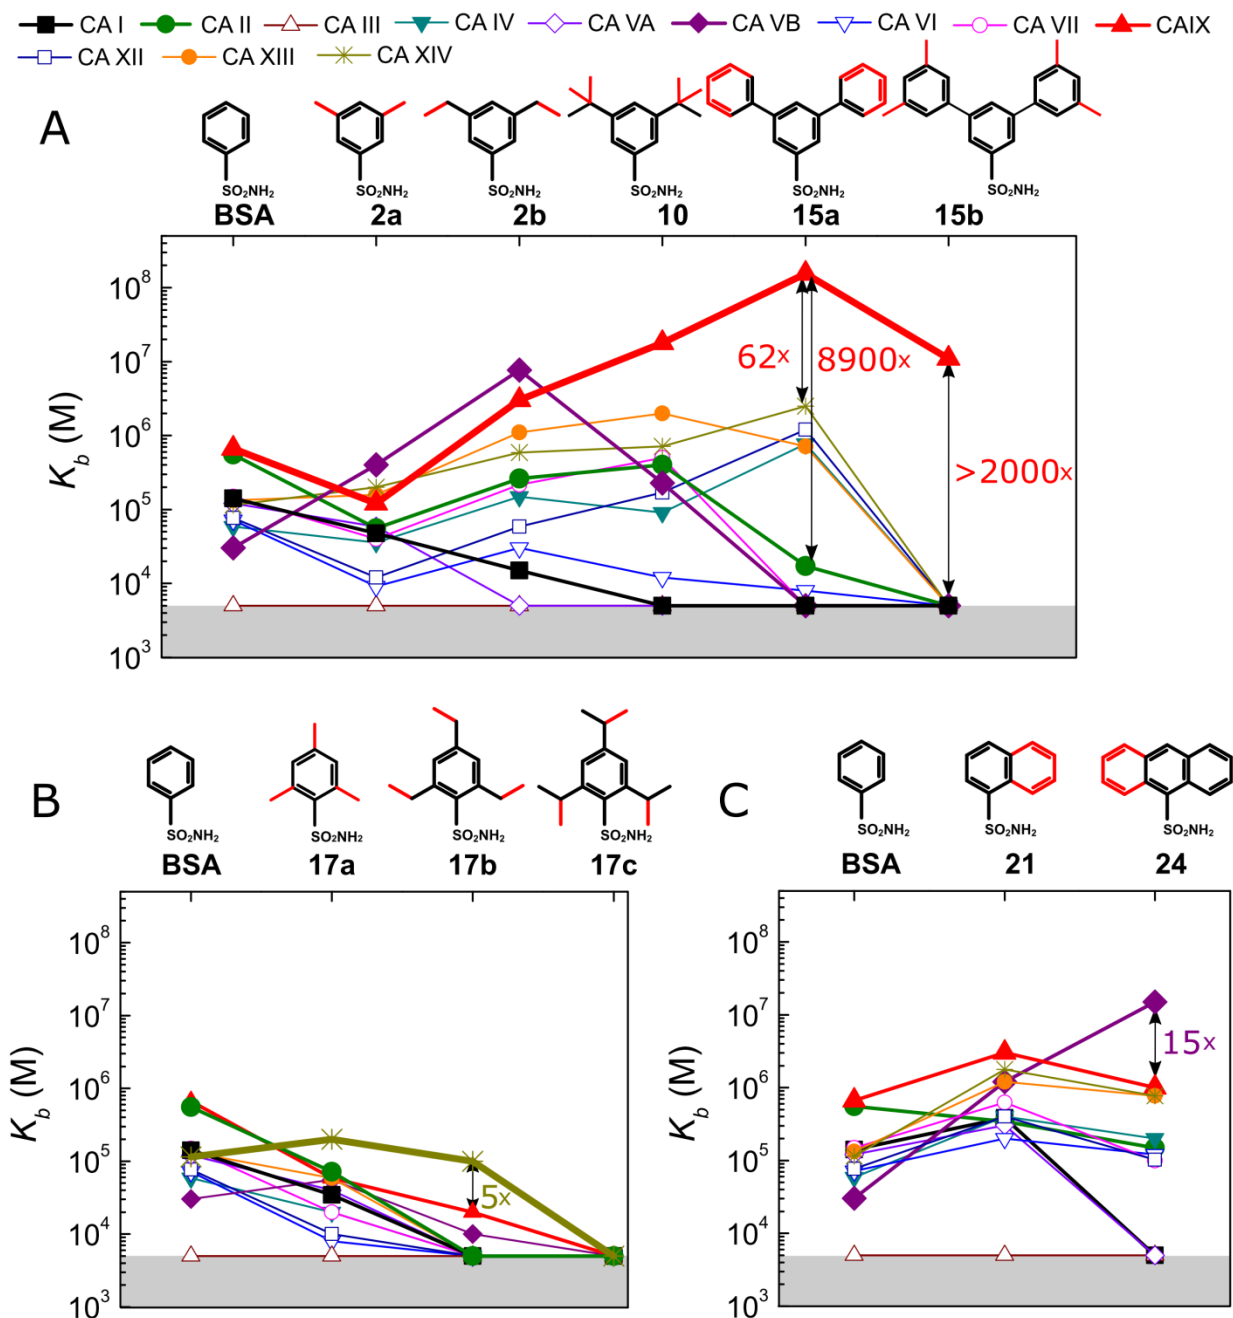 CA I CA II CA III CA IV CA VA CA VB CA VI CA VII CAIX
CA XII CA XIII CA XIV
A
SO₂NH₂ SO₂NH₂ SO₂NH₂ SO₂NH₂ SO₂NH₂ SO₂NH₂
BSA 2a 2b 10 15a 15b
10⁸
10⁷
10⁶
10⁵
10⁴
10³
K_b (M)
62x 8900x
>2000x
B
SO₂NH₂ SO₂NH₂ SO₂NH₂ SO₂NH₂
BSA 17a 17b 17c
10⁸
10⁷
10⁶
10⁵
10⁴
10³
K_b (M)
5x
C
SO₂NH₂ SO₂NH₂ SO₂NH₂
BSA 21 24
10⁸
10⁷
10⁶
10⁵
10⁴
10³
K_b (M)
15x